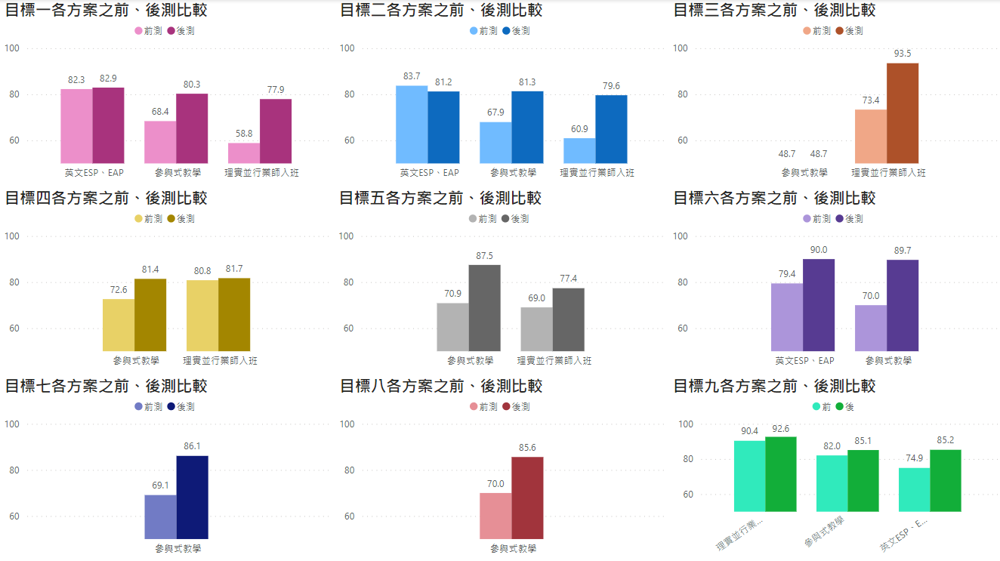 目標一各方案之前、後測比較
前測 後測
100
80
60
82.3 82.9
68.4 80.3
58.8 77.9
英文ESP、EAP 參與式教學 理實並行業師入班
目標二各方案之前、後測比較
前測 後測
100
80
60
83.7 81.2
67.9 81.3
60.9 79.6
英文ESP、EAP 參與式教學 理實並行業師入班
目標三各方案之前、後測比較
前測 後測
100
80
60
48.7 48.7
73.4 93.5
參與式教學 理實並行業師入班
目標四各方案之前、後測比較
前測 後測
100
80
60
72.6 81.4
80.8 81.7
參與式教學 理實並行業師入班
目標五各方案之前、後測比較
前測 後測
100
80
60
70.9 87.5
69.0 77.4
參與式教學 理實並行業師入班
目標六各方案之前、後測比較
前測 後測
100
80
60
79.4 90.0
70.0 89.7
英文ESP、EAP 參與式教學
目標七各方案之前、後測比較
前測 後測
100
80
60
69.1 86.1
參與式教學
目標八各方案之前、後測比較
前測 後測
100
80
60
70.0 85.6
參與式教學
目標九各方案之前、後測比較
前 後
100
80
60
90.4 92.6
82.0 85.1
74.9 85.2
理實並行業... 參與式教學 英文ESP、E...